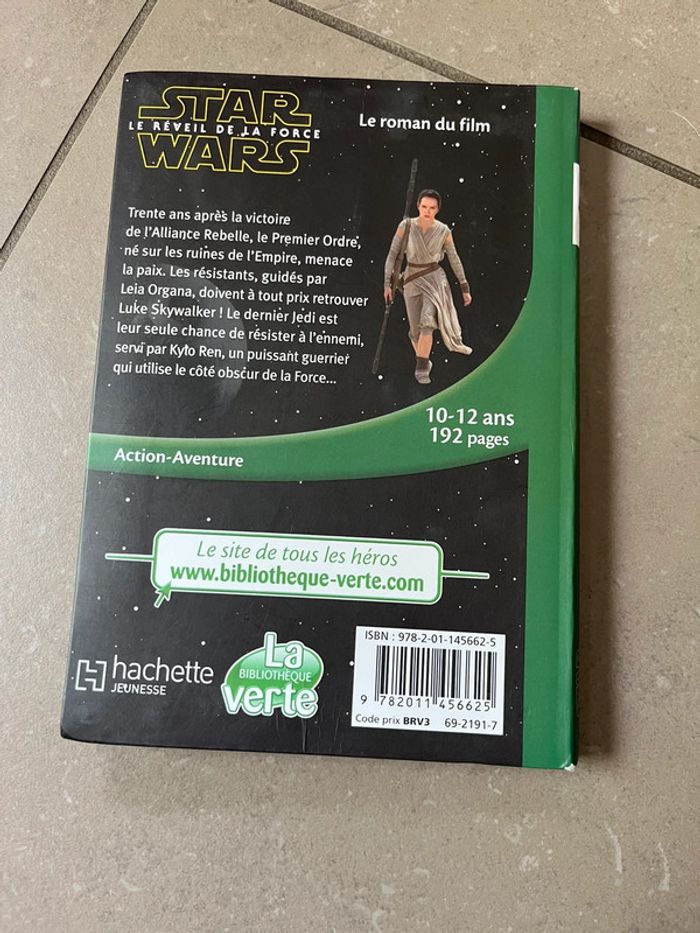 STAR
LE RÉVEIL DE LA FORCE
WARS
Le roman du film
Trente ans après la victoire
de l'Alliance Rebelle, le Premier Ordre,
né sur les ruines de l'Empire, menace
la paix. Les résistants, guidés par
Leia Organa, doivent à tout prix retrouver
Luke Skywalker ! Le dernier Jedi est
leur seule chance de résister à l'ennemi,
servi par Kylo Ren, un puissant guerrier
qui utilise le côté obscur de la Force...
10-12 ans
192 pages
Action-Aventure
Le site de tous les héros
www.bibliotheque-verte.com
hachette
JEUNESSE
La
BIBLIOTHÈQUE
verte
ISBN : 978-2-01-145662-5
9 782011 456625
Code prix BRV3 69-2191-7